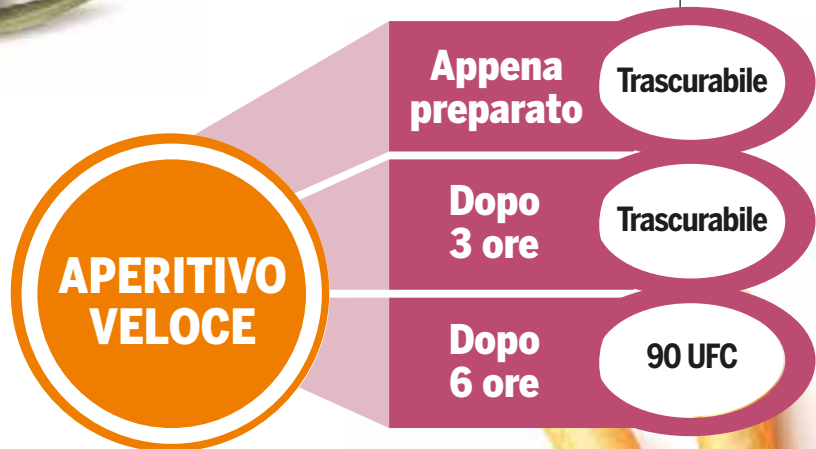 APERITIVO
VELOCE
Appena
preparato
Trascurabile
Dopo
3 ore
Trascurabile
Dopo
6 ore
90 UFC